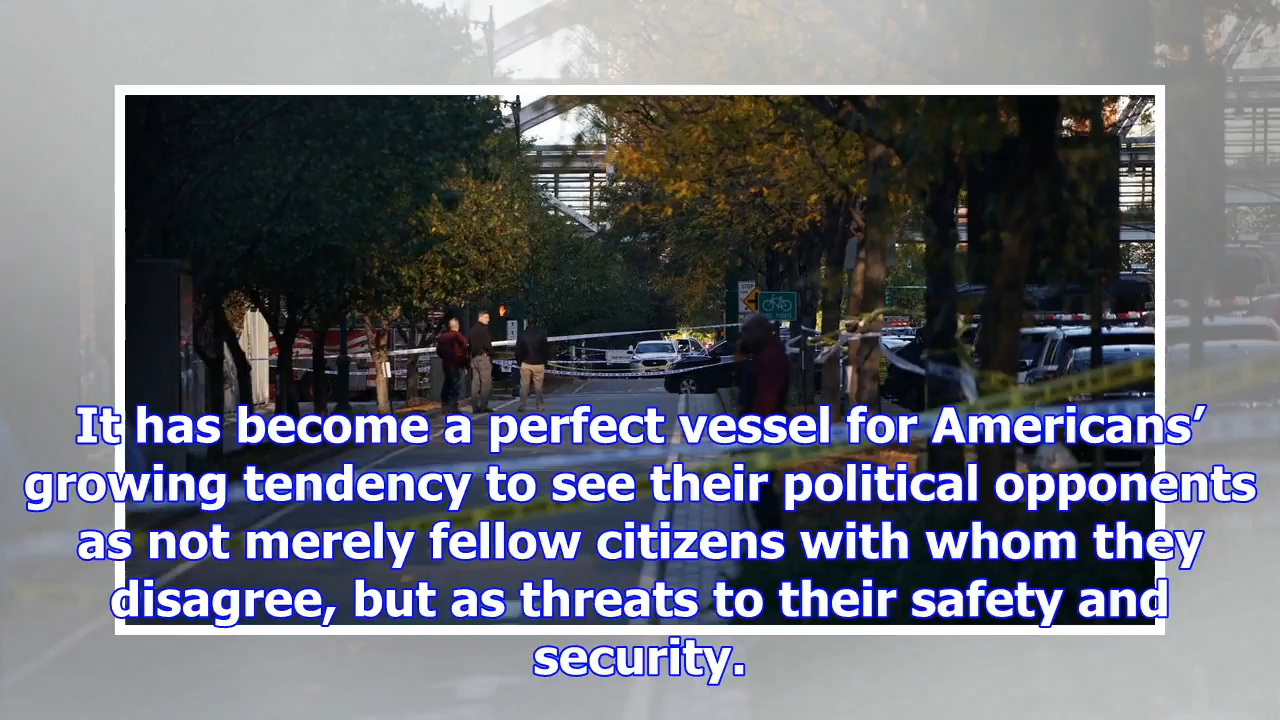 STOP
It has become a perfect vessel for Americans’
growing tendency to see their political opponents
as not merely fellow citizens with whom they
disagree, but as threats to their safety and
security.